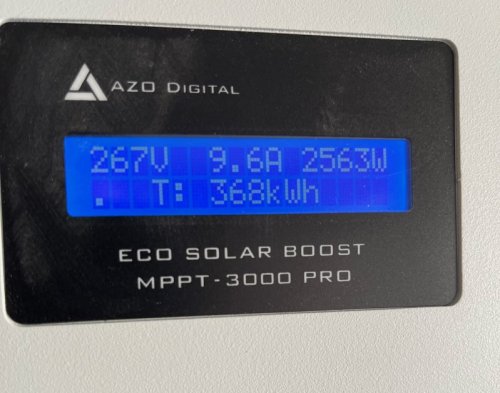 AZO DIGITAL
267V 9.6A 2563W
. T: 368kWh
ECO SOLAR BOOST
MPPT-3000 PRO